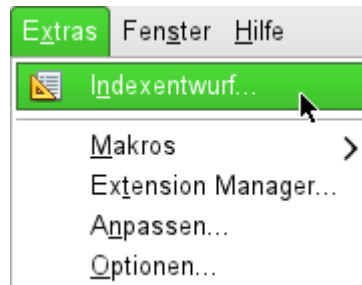 Extras Fenster Hilfe
Indexentwurf...
Makros
Extension Manager...
Anpassen...
Optionen...